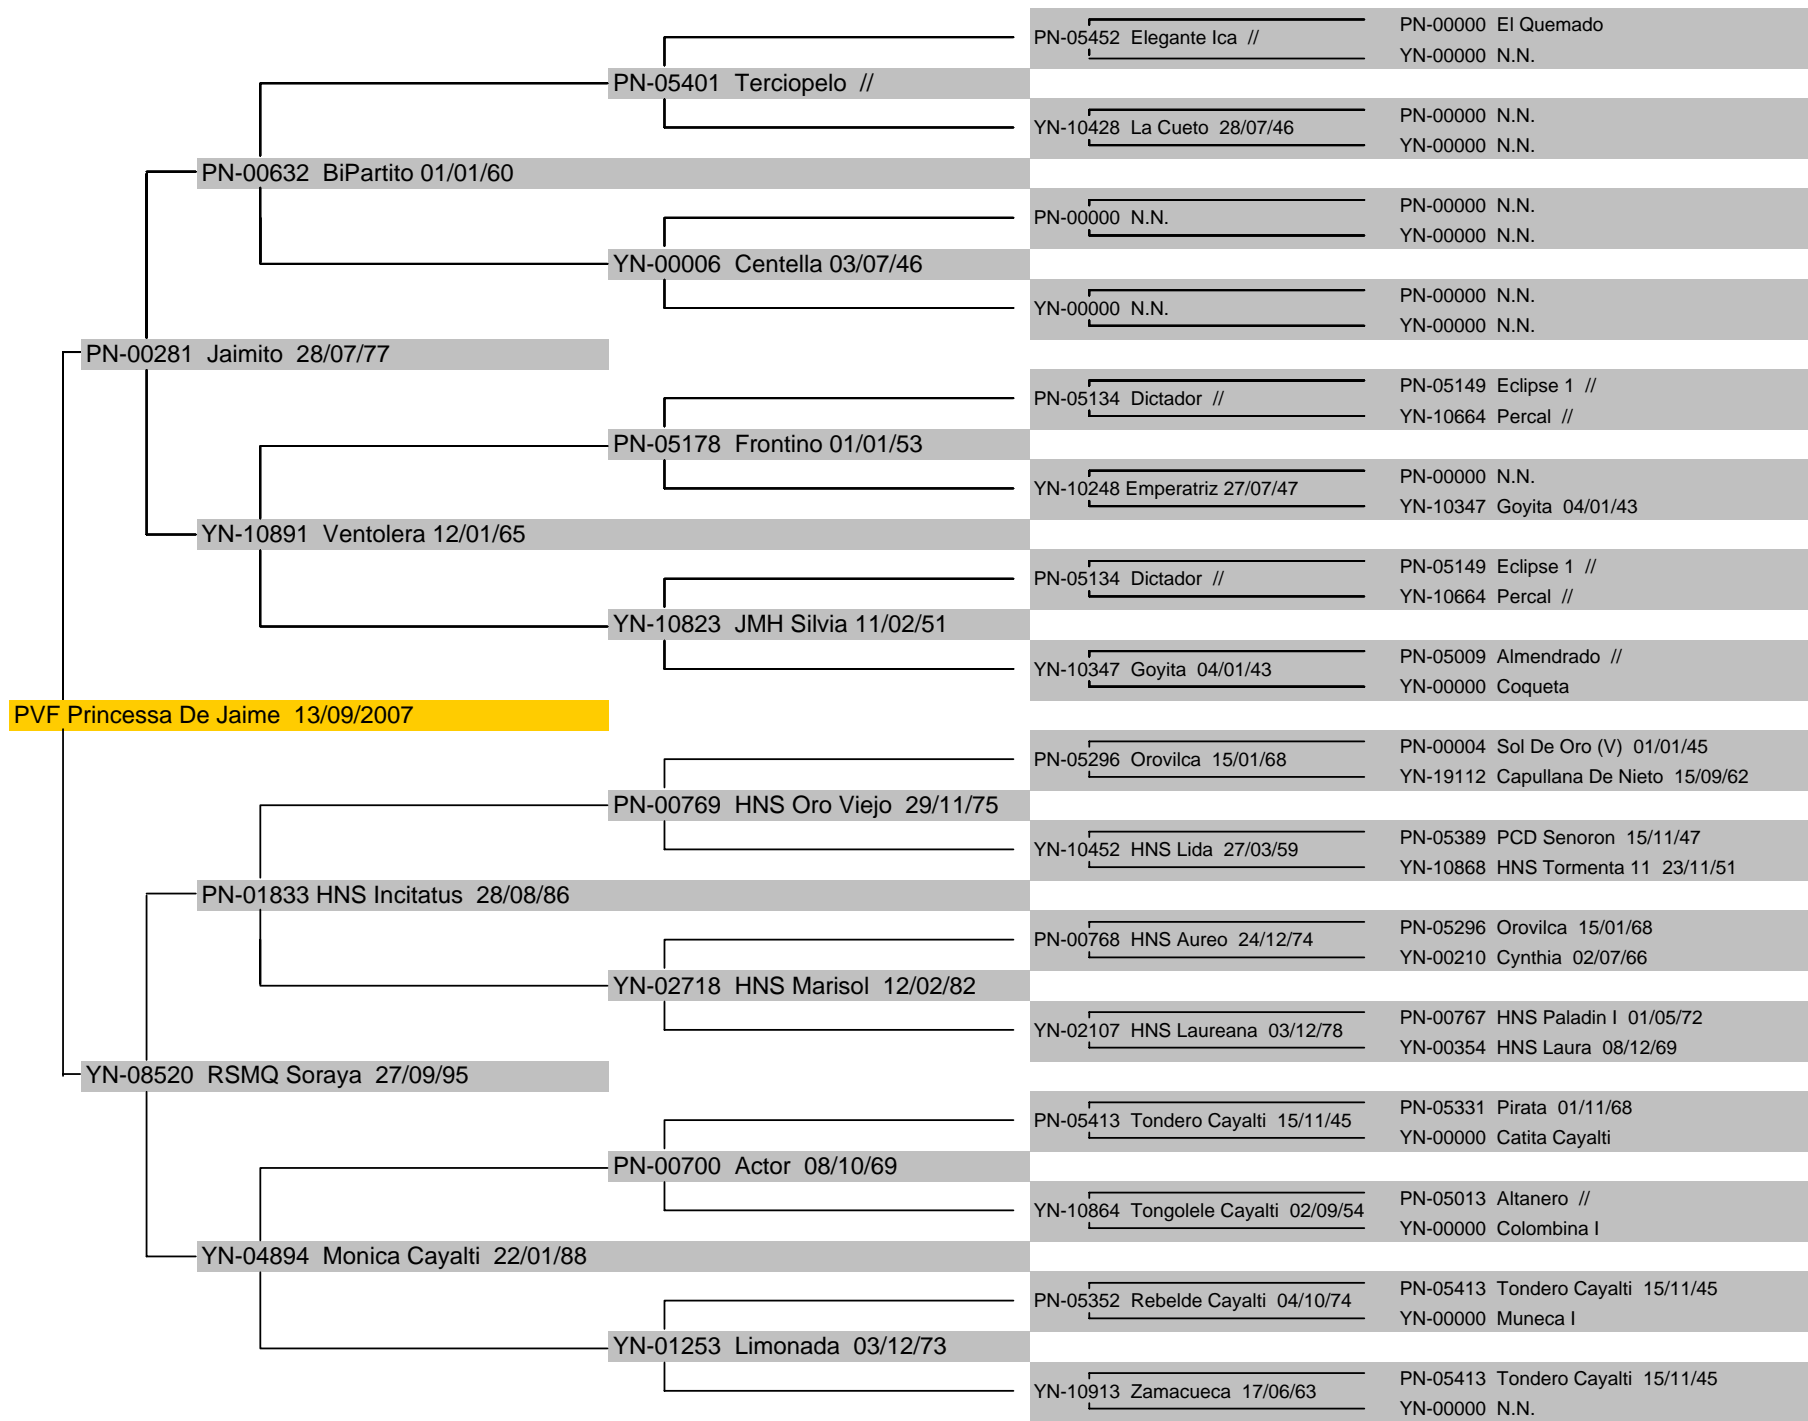 PN-05452 Elegante Ica //
PN-00000 El Quemado
YN-00000 N.N.
PN-05401 Terciopelo //
YN-10428 La Cueto 28/07/46
PN-00000 N.N.
YN-00000 N.N.
PN-00632 BiPartito 01/01/60
PN-00000 N.N.
PN-00000 N.N.
YN-00000 N.N.
YN-00006 Centella 03/07/46
YN-00000 N.N.
PN-00000 N.N.
YN-00000 N.N.
PN-00281 Jaimito 28/07/77
PN-05134 Dictador //
PN-05149 Eclipse 1 //
YN-10664 Percal //
PN-05178 Frontino 01/01/53
YN-10248 Emperatriz 27/07/47
PN-00000 N.N.
YN-10347 Goyita 04/01/43
YN-10891 Ventolera 12/01/65
PN-05134 Dictador //
PN-05149 Eclipse 1 //
YN-10664 Percal //
YN-10823 JMH Silvia 11/02/51
YN-10347 Goyita 04/01/43
PN-05009 Almendrado //
YN-00000 Coqueta
PVF Princessa De Jaime 13/09/2007
PN-05296 Orovilca 15/01/68
PN-00004 Sol De Oro (V) 01/01/45
YN-19112 Capullana De Nieto 15/09/62
PN-00769 HNS Oro Viejo 29/11/75
YN-10452 HNS Lida 27/03/59
PN-05389 PCD Senoron 15/11/47
YN-10868 HNS Tormenta 11 23/11/51
PN-01833 HNS Incitatus 28/08/86
PN-00768 HNS Aureo 24/12/74
PN-05296 Orovilca 15/01/68
YN-00210 Cynthia 02/07/66
YN-02718 HNS Marisol 12/02/82
YN-02107 HNS Laureana 03/12/78
PN-00767 HNS Paladin I 01/05/72
YN-00354 HNS Laura 08/12/69
YN-08520 RSMQ Soraya 27/09/95
PN-05413 Tondero Cayalti 15/11/45
PN-05331 Pirata 01/11/68
YN-00000 Catita Cayalti
PN-00700 Actor 08/10/69
YN-10864 Tongolele Cayalti 02/09/54
PN-05013 Altanero //
YN-00000 Colombina I
YN-04894 Monica Cayalti 22/01/88
PN-05352 Rebelde Cayalti 04/10/74
PN-05413 Tondero Cayalti 15/11/45
YN-00000 Muneca I
YN-01253 Limonada 03/12/73
YN-10913 Zamacueca 17/06/63
PN-05413 Tondero Cayalti 15/11/45
YN-00000 N.N.